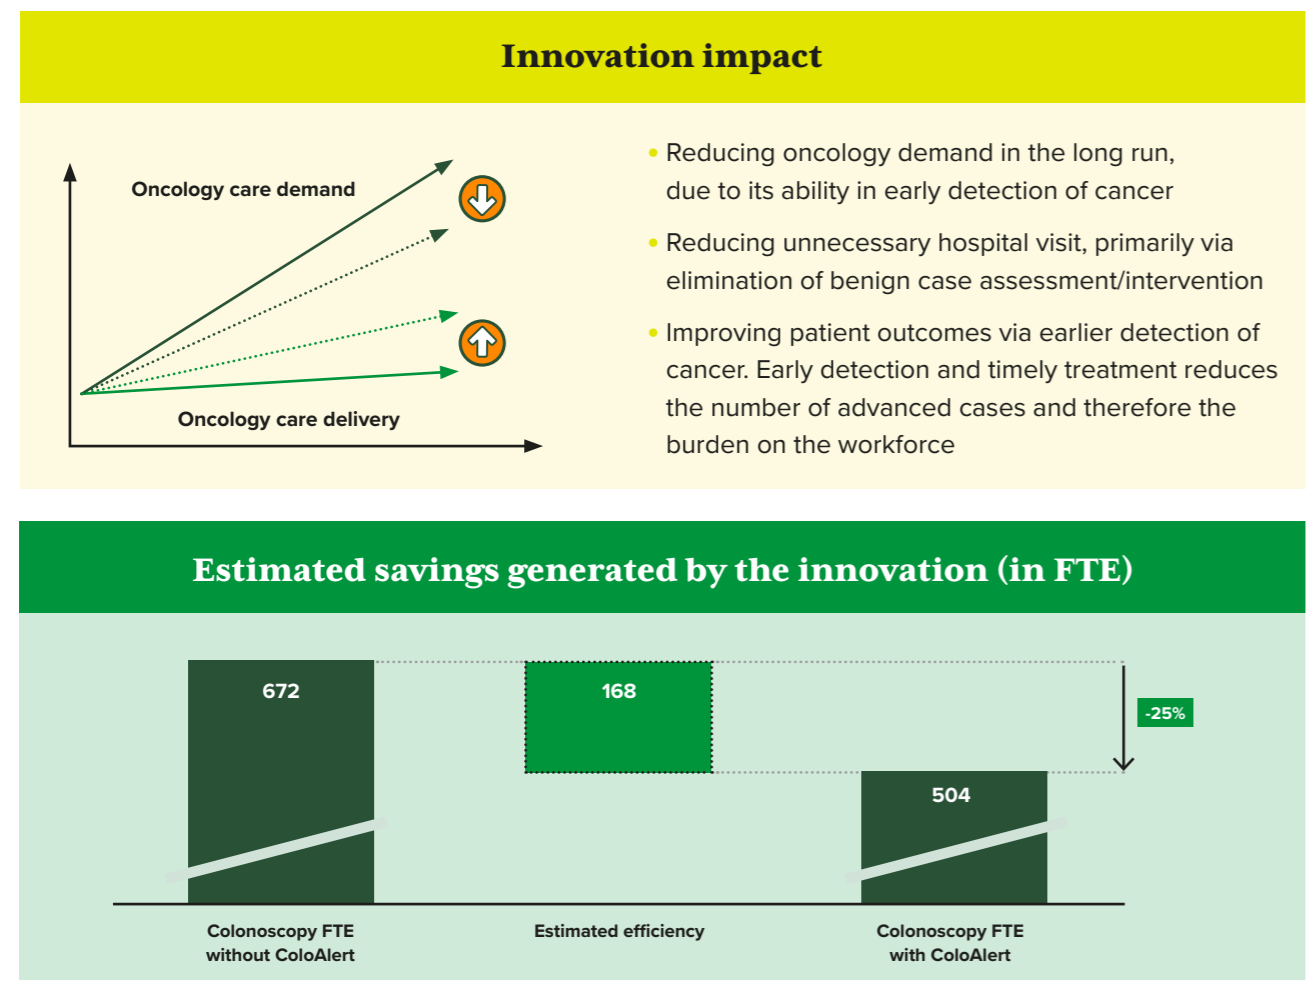 Innovation impact
Oncology care demand
Oncology care delivery
• Reducing oncology demand in the long run,
due to its ability in early detection of cancer
• Reducing unnecessary hospital visit, primarily via
elimination of benign case assessment/intervention
• Improving patient outcomes via earlier detection of
cancer. Early detection and timely treatment reduces
the number of advanced cases and therefore the
burden on the workforce
Estimated savings generated by the innovation (in FTE)
672
168
-25%
504
Colonoscopy FTE
without ColoAlert
Estimated efficiency
Colonoscopy FTE
with ColoAlert